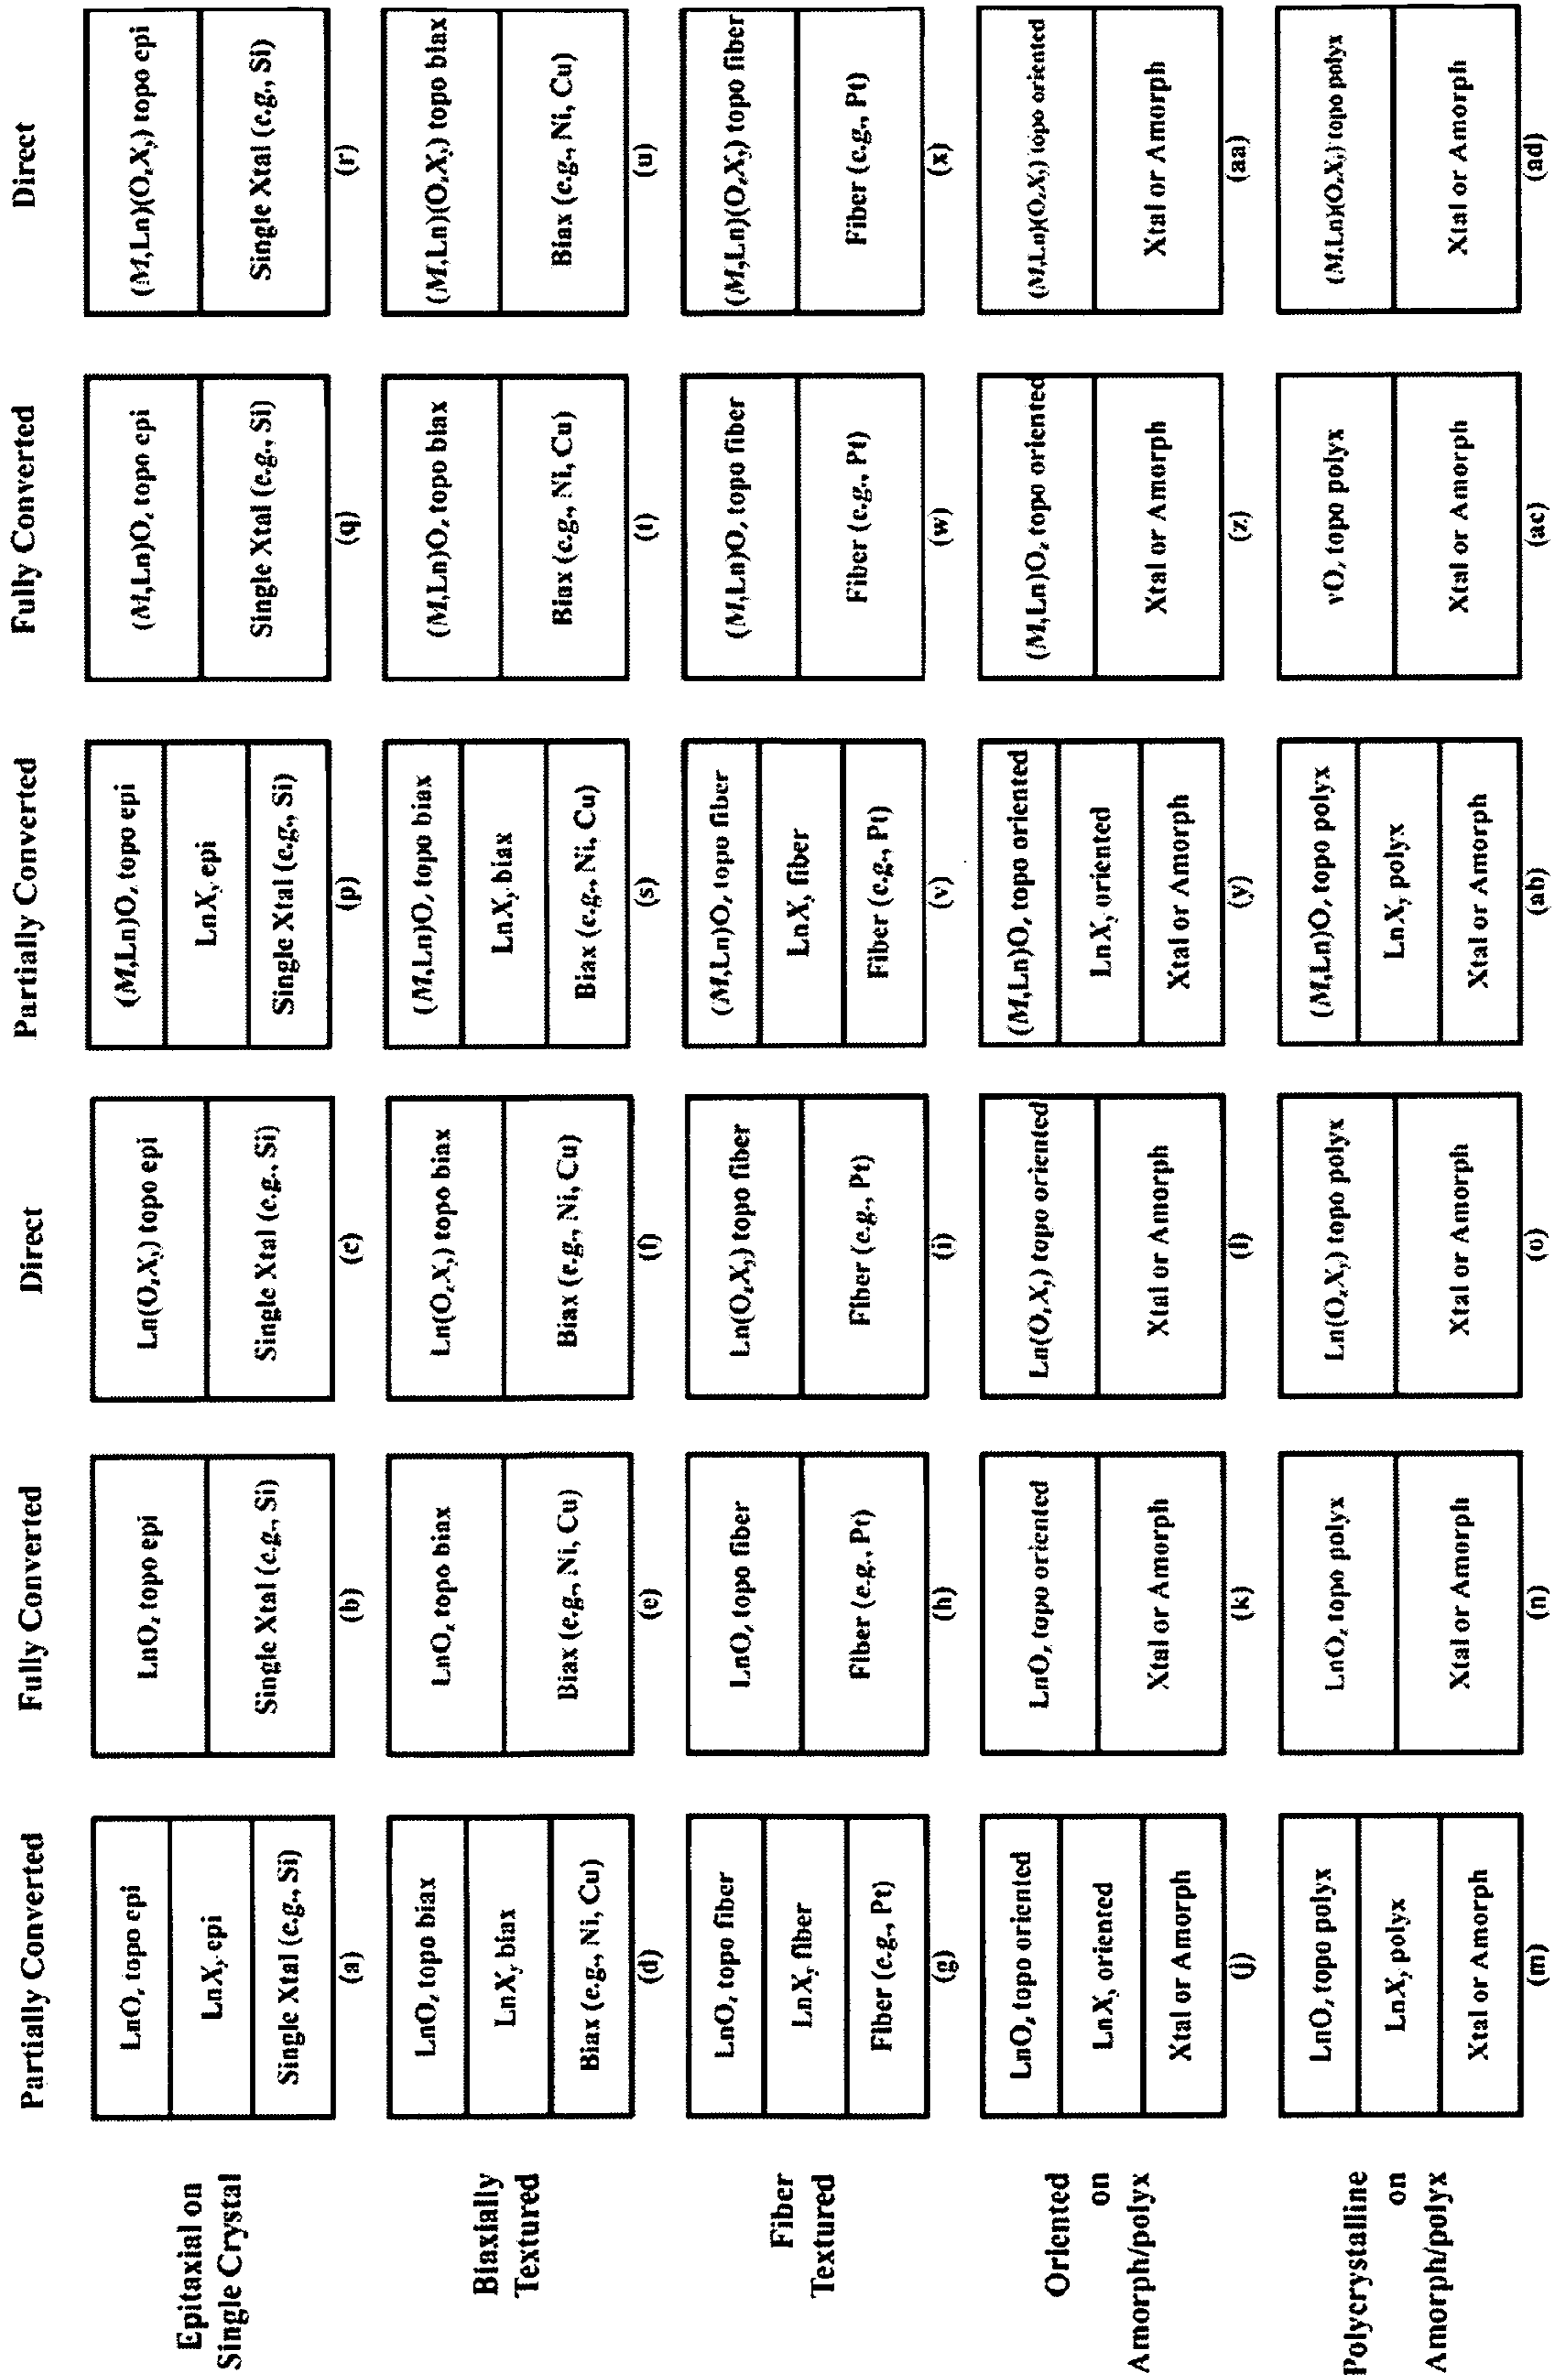 Partially Converted
Fully Converted
Direct
Partially Converted
Fully Converted
Direct
Epitaxial on
Single Crystal
LnOz topo epi
LnXy epi
Single Xtal (e.g., Si)
(a)
LnOz topo epi
Single Xtal (e.g., Si)
(b)
Ln(OzXy) topo epi
Single Xtal (e.g., Si)
(c)
(M,Ln)Oz topo epi
LnXy epi
Single Xtal (e.g., Si)
(p)
(M,Ln)Oz topo epi
Single Xtal (e.g., Si)
(q)
(M,Ln)(OzXy) topo epi
Single Xtal (e.g., Si)
(r)
Biaxially
Textured
LnOz topo biax
LnXy biax
Biax (e.g., Ni, Cu)
(d)
LnOz topo biax
Biax (e.g., Ni, Cu)
(e)
Ln(OzXy) topo biax
Biax (e.g., Ni, Cu)
(f)
(M,Ln)Oz topo biax
LnXy biax
Biax (e.g., Ni, Cu)
(s)
(M,Ln)Oz topo biax
Biax (e.g., Ni, Cu)
(t)
(M,Ln)(OzXy) topo biax
Biax (e.g., Ni, Cu)
(u)
Fiber
Textured
LnOz topo fiber
LnXy fiber
Fiber (e.g., Pt)
(g)
LnOz topo fiber
Fiber (e.g., Pt)
(h)
Ln(OzXy) topo fiber
Fiber (e.g., Pt)
(i)
(M,Ln)Oz topo fiber
LnXy fiber
Fiber (e.g., Pt)
(v)
(M,Ln)Oz topo fiber
Fiber (e.g., Pt)
(w)
(M,Ln)(OzXy) topo fiber
Fiber (e.g., Pt)
(x)
Oriented
on
Amorph/polyx
LnOz topo oriented
LnXy oriented
Xtal or Amorph
(j)
LnOz topo oriented
Xtal or Amorph
(k)
Ln(OzXy) topo oriented
Xtal or Amorph
(l)
(M,Ln)Oz topo oriented
LnXy oriented
Xtal or Amorph
(y)
(M,Ln)Oz topo oriented
Xtal or Amorph
(z)
(M,Ln)(OzXy) topo oriented
Xtal or Amorph
(aa)
Polycrystalline
on
Amorph/polyx
LnOz topo polyx
LnXy polyx
Xtal or Amorph
(m)
LnOz topo polyx
Xtal or Amorph
(n)
Ln(OzXy) topo polyx
Xtal or Amorph
(o)
(M,Ln)Oz topo polyx
LnXy polyx
Xtal or Amorph
(ab)
vOz topo polyx
Xtal or Amorph
(ac)
(M,Ln)(OzXy) topo polyx
Xtal or Amorph
(ad)